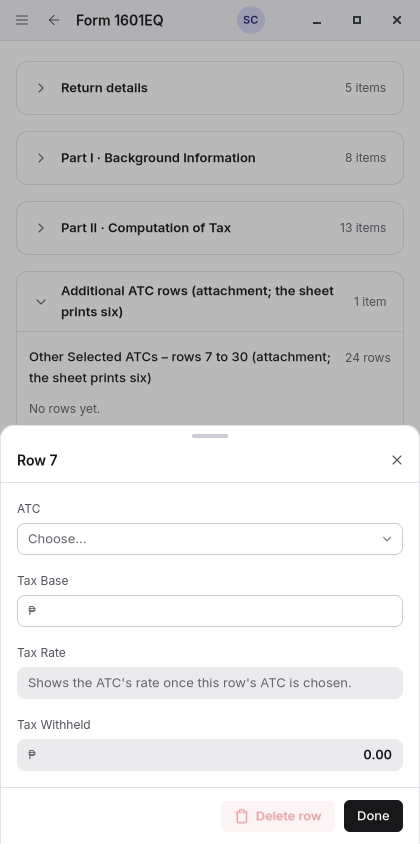 Form 1601EQ
SC
Return details
5 items
Part I · Background Information
8 items
Part II · Computation of Tax
13 items
Additional ATC rows (attachment; the sheet
prints six)
1 item
Other Selected ATCs – rows 7 to 30 (attachment;
the sheet prints six)
24 rows
No rows yet.
Row 7
ATC
Choose...
Tax Base
₱
Tax Rate
Shows the ATC's rate once this row's ATC is chosen.
Tax Withheld
₱ 0.00
Delete row
Done